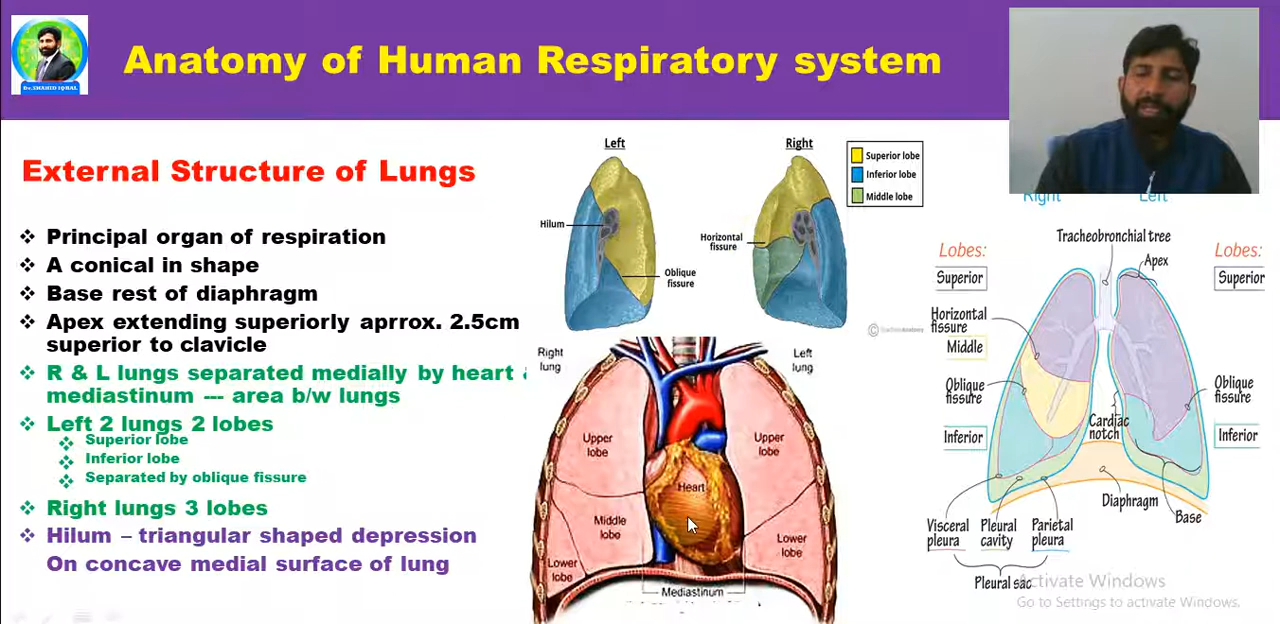 Dr.SHAHID IQBAL
Anatomy of Human Respiratory system
External Structure of Lungs
Principal organ of respiration
A conical in shape
Base rest of diaphragm
Apex extending superiorly aprrox. 2.5cm
superior to clavicle
R & L lungs separated medially by heart &
mediastinum --- area b/w lungs
Left 2 lungs 2 lobes
Superior lobe
Inferior lobe
Separated by oblique fissure
Right lungs 3 lobes
Hilum – triangular shaped depression
On concave medial surface of lung
Left
Right
Superior lobe
Inferior lobe
Middle lobe
Hilum
Horizontal
fissure
Oblique
fissure
©
Right
lung
Left
lung
Upper
lobe
Upper
lobe
Heart
Middle
lobe
Lower
lobe
Lower
lobe
Mediastinum
Right
Left
Tracheobronchial tree
Lobes:
Apex
Lobes:
Superior
Superior
Horizontal
fissure
Middle
Oblique
fissure
Oblique
fissure
Cardiac
notch
Inferior
Inferior
Diaphragm
Base
Visceral
pleura
Pleural
cavity
Parietal
pleura
Pleural sac
Activate Windows
Go to Settings to activate Windows.